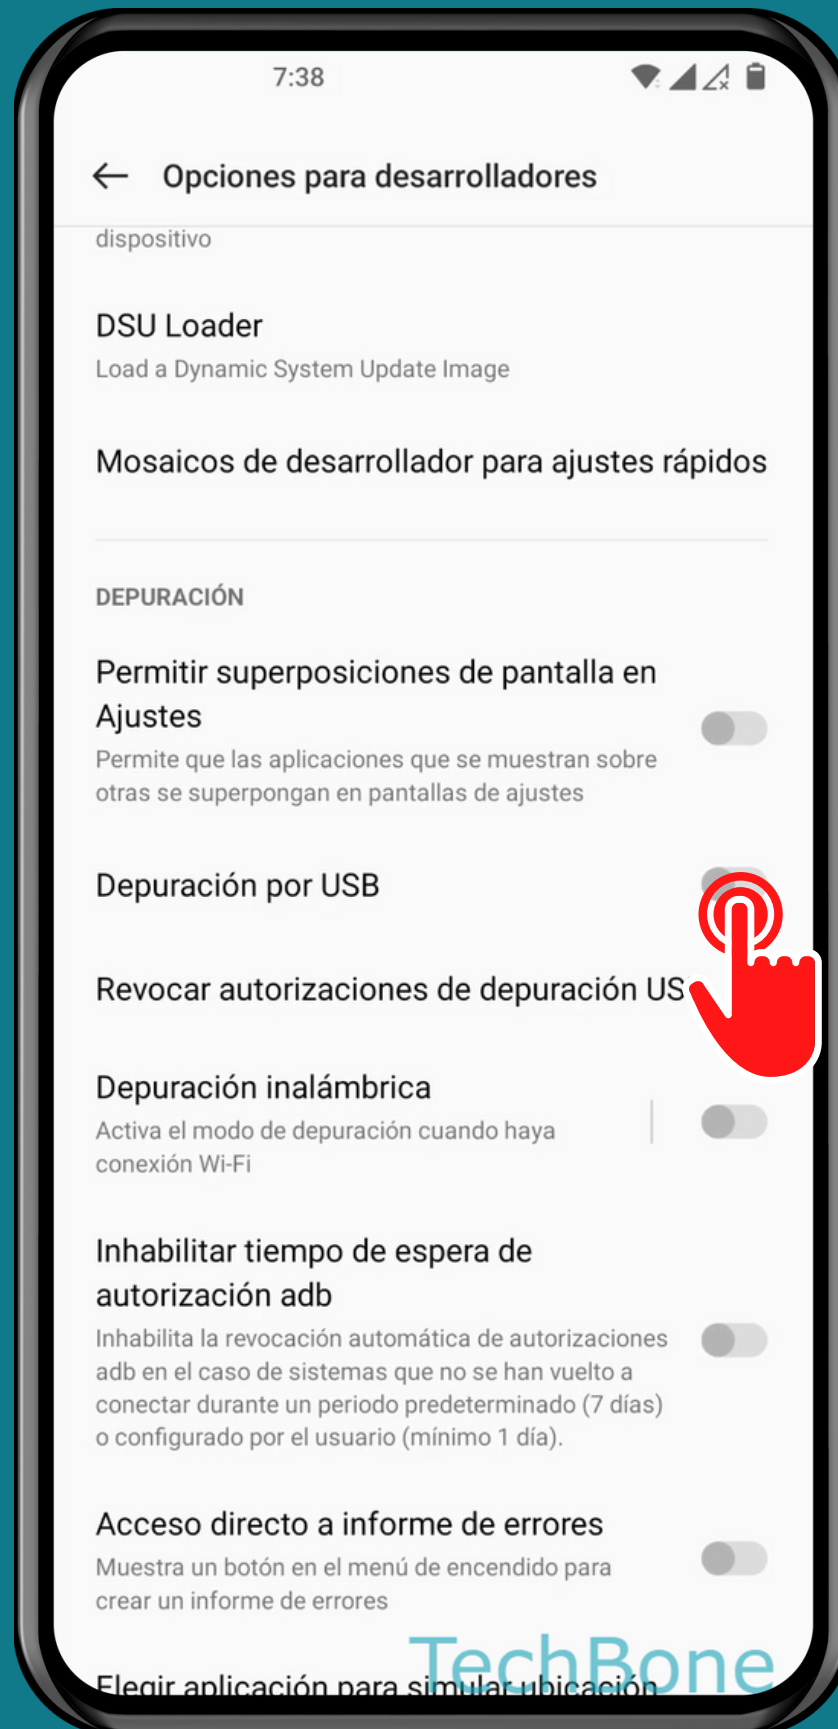 7:38
Opciones para desarrolladores
dispositivo
DSU Loader
Load a Dynamic System Update Image
Mosaicos de desarrollador para ajustes rápidos
DEPURACIÓN
Permitir superposiciones de pantalla en
Ajustes
Permite que las aplicaciones que se muestran sobre
otras se superpongan en pantallas de ajustes
Depuración por USB
Revocar autorizaciones de depuración US
Depuración inalámbrica
Activa el modo de depuración cuando haya
conexión Wi-Fi
Inhabilitar tiempo de espera de
autorización adb
Inhabilita la revocación automática de autorizaciones
adb en el caso de sistemas que no se han vuelto a
conectar durante un periodo predeterminado (7 días)
o configurado por el usuario (mínimo 1 día).
Acceso directo a informe de errores
Muestra un botón en el menú de encendido para
crear un informe de errores
TechBone
Elegir aplicación para simular ubicación